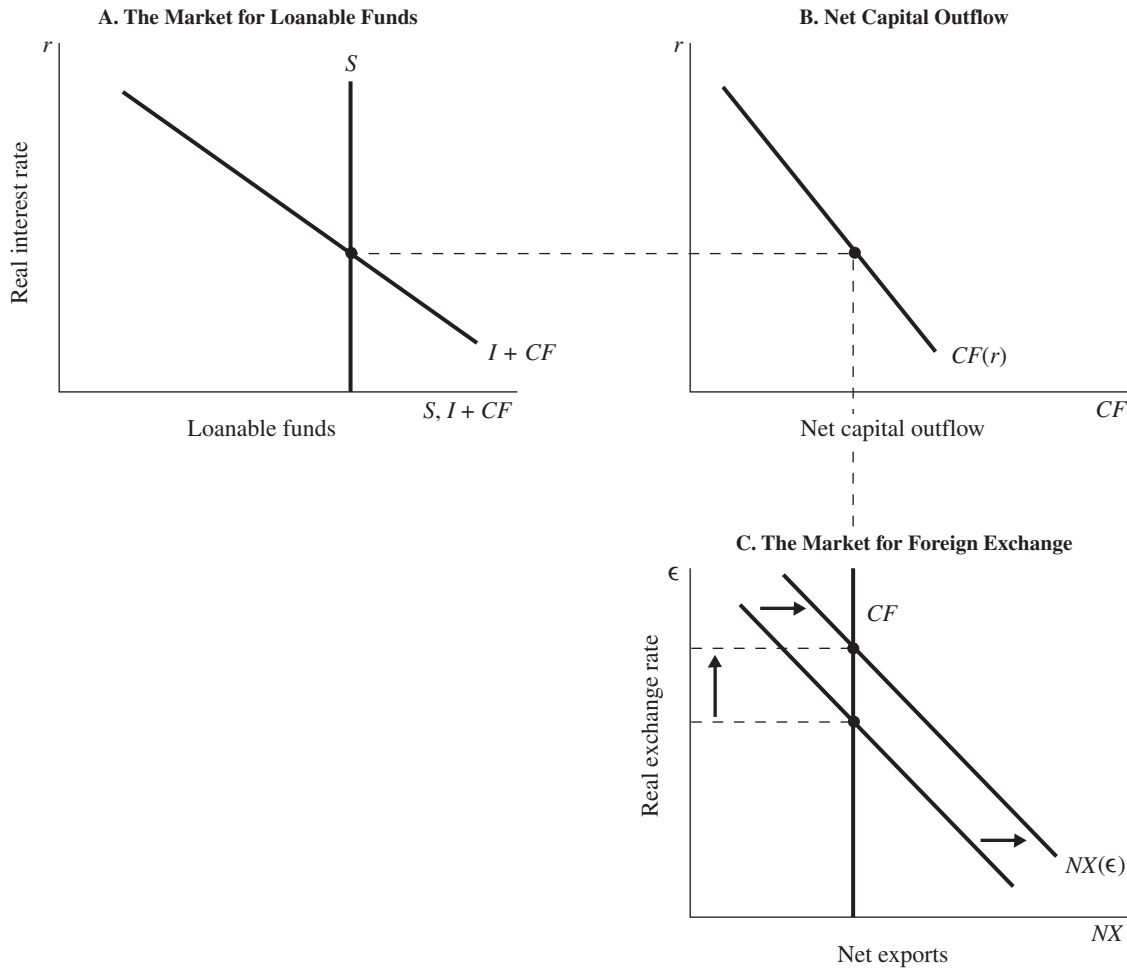 A. The Market for Loanable Funds
r
Real interest rate
S
I + CF
S, I + CF
Loanable funds
B. Net Capital Outflow
r
CF(r)
CF
Net capital outflow
C. The Market for Foreign Exchange
ϵ
Real exchange rate
CF
NX(ϵ)
NX
Net exports